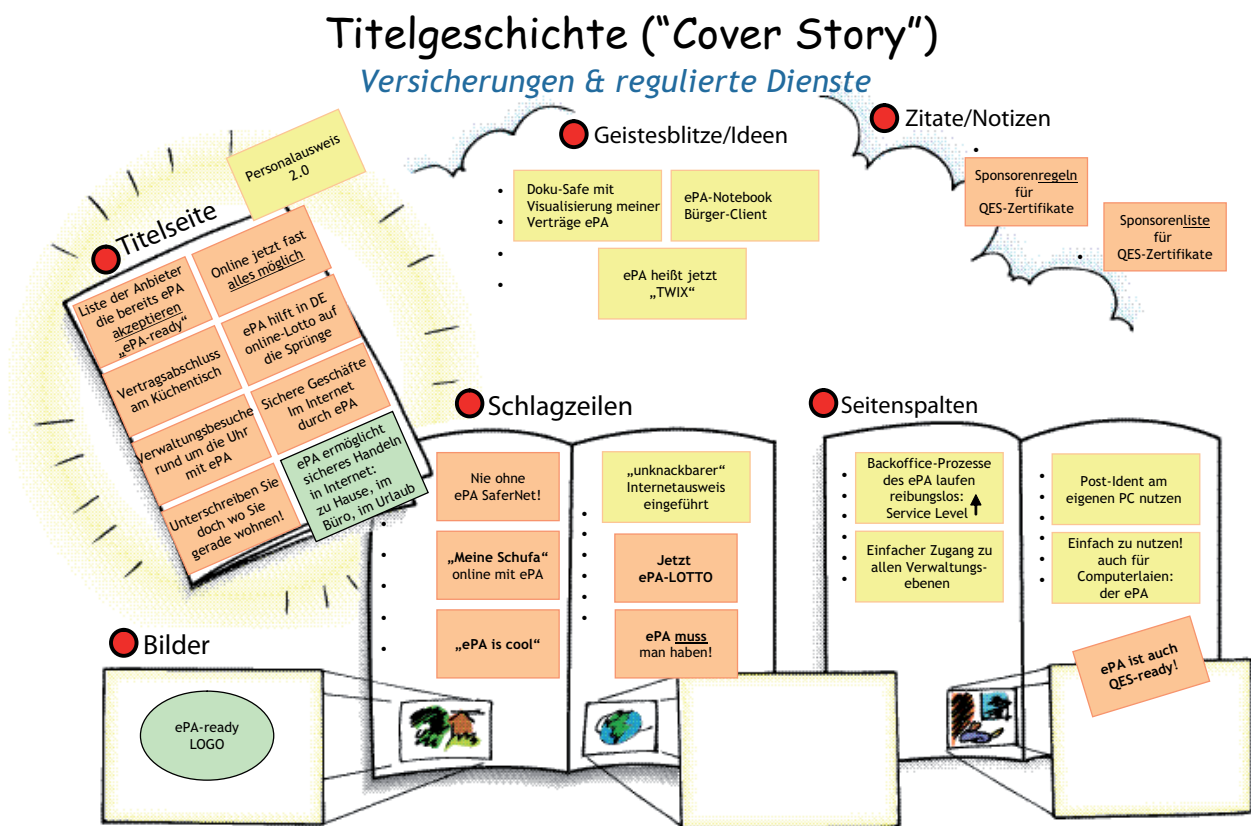 Titelgeschichte (“Cover Story”)
Versicherungen & regulierte Dienste
Personalausweis
2.0
Titelseite
Liste der Anbieter
die bereits ePA
akzeptieren
„ePA-ready“
Online jetzt fast
alles möglich
Vertragsabschluss
am Küchentisch
ePA hilft in DE
online-Lotto auf
die Sprünge
Verwaltungsbesuche
rund um die Uhr
mit ePA
Sichere Geschäfte
Im Internet
durch ePA
Unterschreiben Sie
doch wo Sie
gerade wohnen!
ePA ermöglicht
sicheres Handeln
in Internet:
zu Hause, im
Büro, im Urlaub
Geistesblitze/Ideen
Doku-Safe mit
Visualisierung meiner
Verträge ePA
ePA-Notebook
Bürger-Client
ePA heißt jetzt
„TWIX“
Zitate/Notizen
Sponsorenregeln
für
QES-Zertifikate
Sponsorenliste
für
QES-Zertifikate
Schlagzeilen
Nie ohne
ePA SaferNet!
„Meine Schufa“
online mit ePA
„ePA is cool“
„unknackbarer“
Internetausweis
eingeführt
Jetzt
ePA-LOTTO
ePA muss
man haben!
Seitenspalten
Backoffice-Prozesse
des ePA laufen
reibungslos:
Service Level
Einfacher Zugang zu
allen Verwaltungs-
ebenen
Post-Ident am
eigenen PC nutzen
Einfach zu nutzen!
auch für
Computerlaien:
der ePA
ePA ist auch
QES-ready!
Bilder
ePA-ready
LOGO